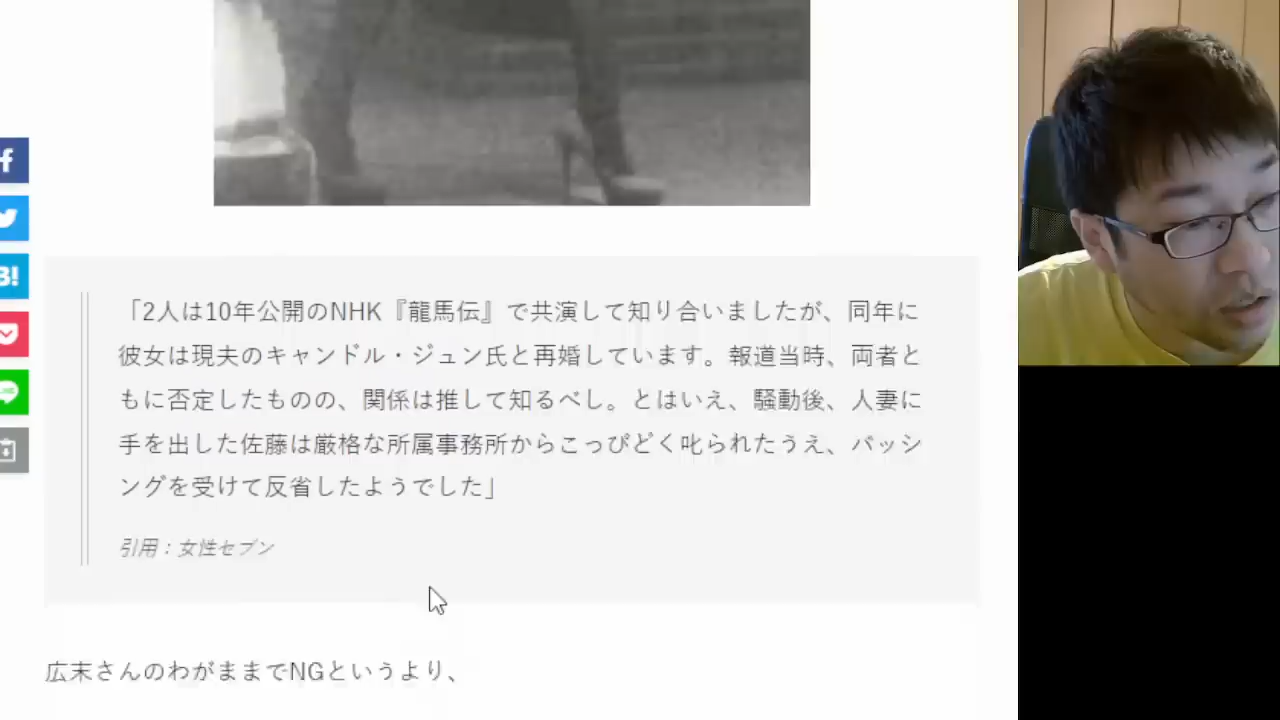 「2人は10年公開のNHK『龍馬伝』で共演して知り合いましたが、同年に
彼女は現夫のキャンドル・ジュン氏と再婚しています。報道当時、両者と
もに否定したものの、関係は推して知るべし。とはいえ、騒動後、人妻に
手を出した佐藤は厳格な所属事務所からこっぴどく叱られたうえ、バッシ
ングを受けて反省したようでした」
引用：女性セブン
広末さんのわがままでNGというより、
B!